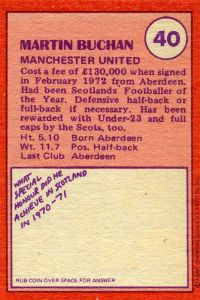 MARTIN BUCHAN
40
MANCHESTER UNITED
Cost a fee of £130,000 when signed
in February 1972 from Aberdeen.
Had been Scotlands Footballer of
the Year. Defensive half-back or
full-back if necessary. Has been
rewarded with Under-23 and full
caps by the Scots, too.
Ht. 5.10 Born Aberdeen
Wt. 11.7 Pos. Half-back
Last Club Aberdeen
WHAT
SPECIAL
HONOUR DID HE
ACHIEVE IN SCOTLAND
IN 1970-71
RUB COIN OVER SPACE FOR ANSWER